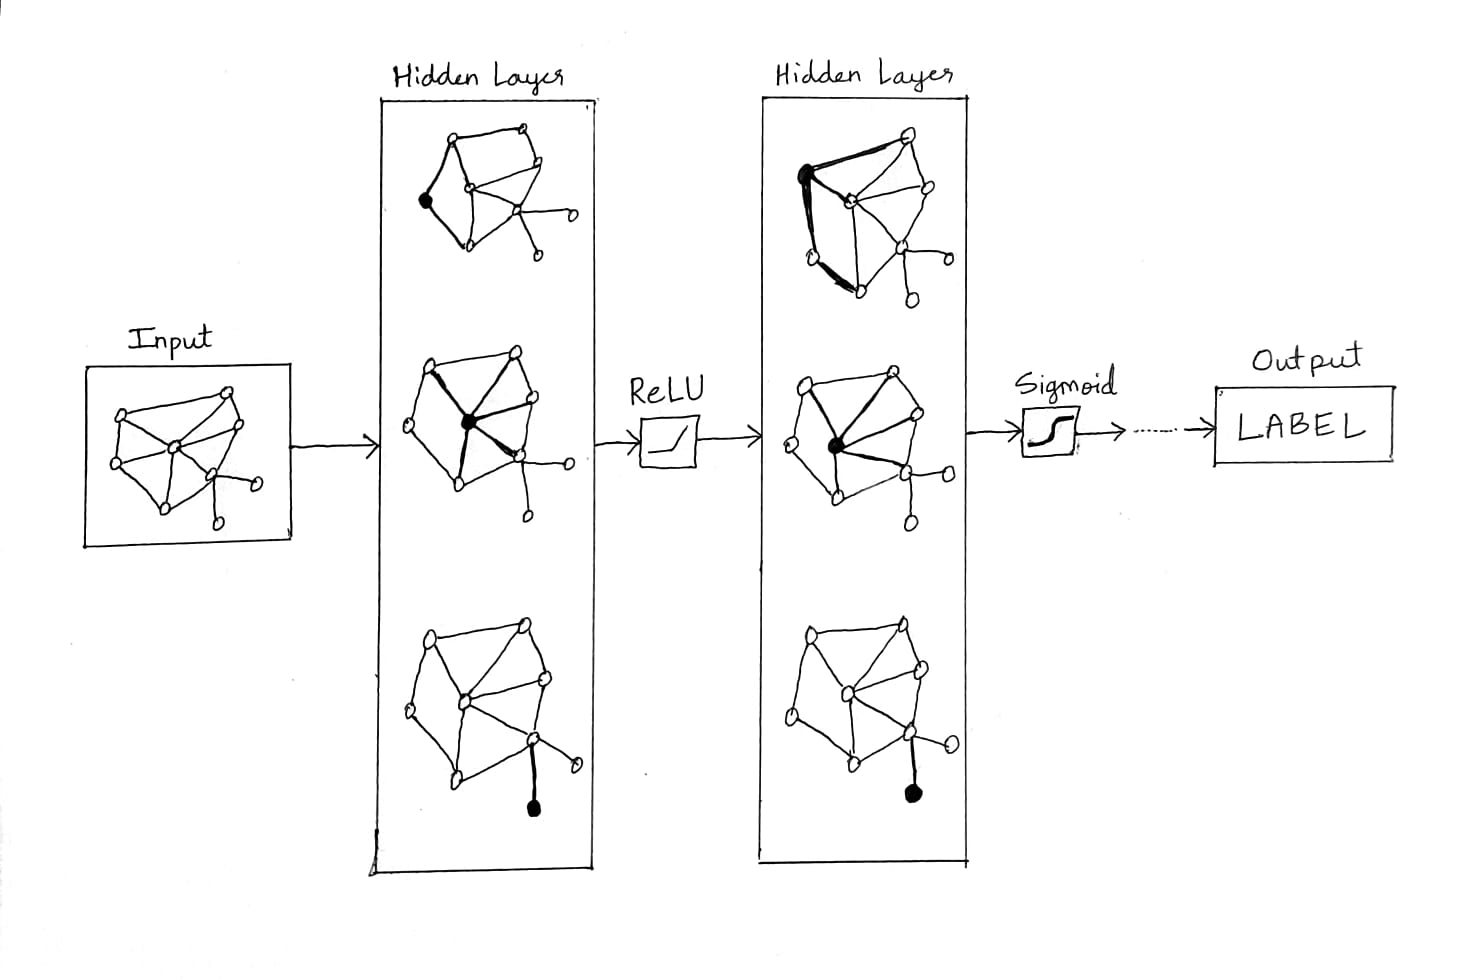 Hidden Layer
Hidden Layer
Input
ReLU
Sigmoid
Output
LABEL